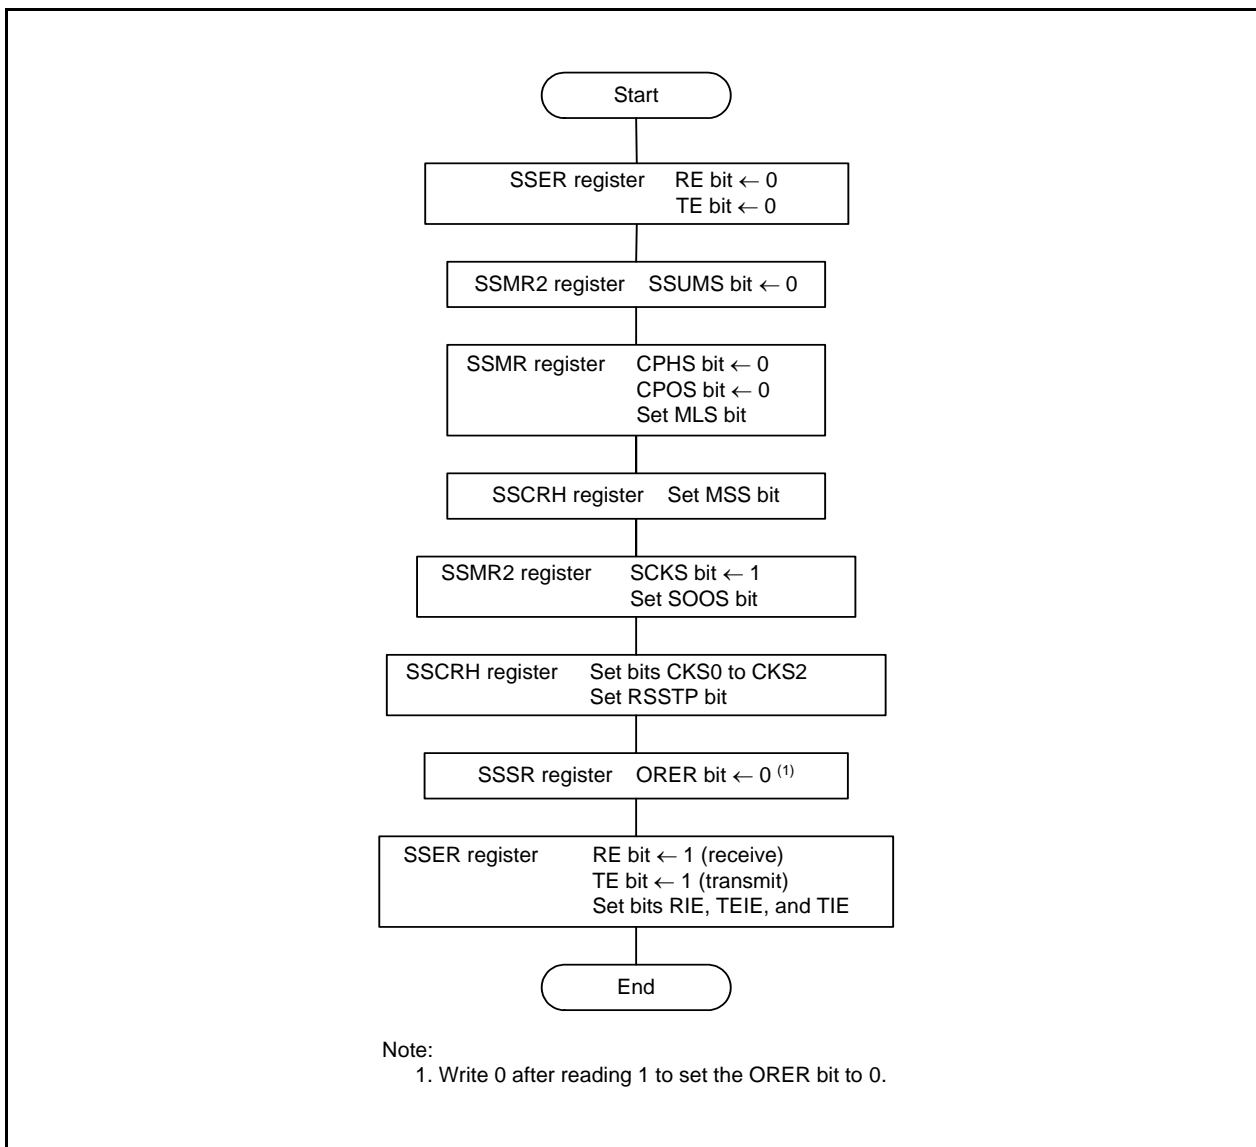 Start
SSER register RE bit ← 0
TE bit ← 0
SSMR2 register SSUMS bit ← 0
SSMR register CPHS bit ← 0
CPOS bit ← 0
Set MLS bit
SSCRH register Set MSS bit
SSMR2 register SCKS bit ← 1
Set SOOS bit
SSCRH register Set bits CKS0 to CKS2
Set RSSTP bit
SSSR register ORER bit ← 0 (1)
SSER register RE bit ← 1 (receive)
TE bit ← 1 (transmit)
Set bits RIE, TEIE, and TIE
End
Note:
1. Write 0 after reading 1 to set the ORER bit to 0.